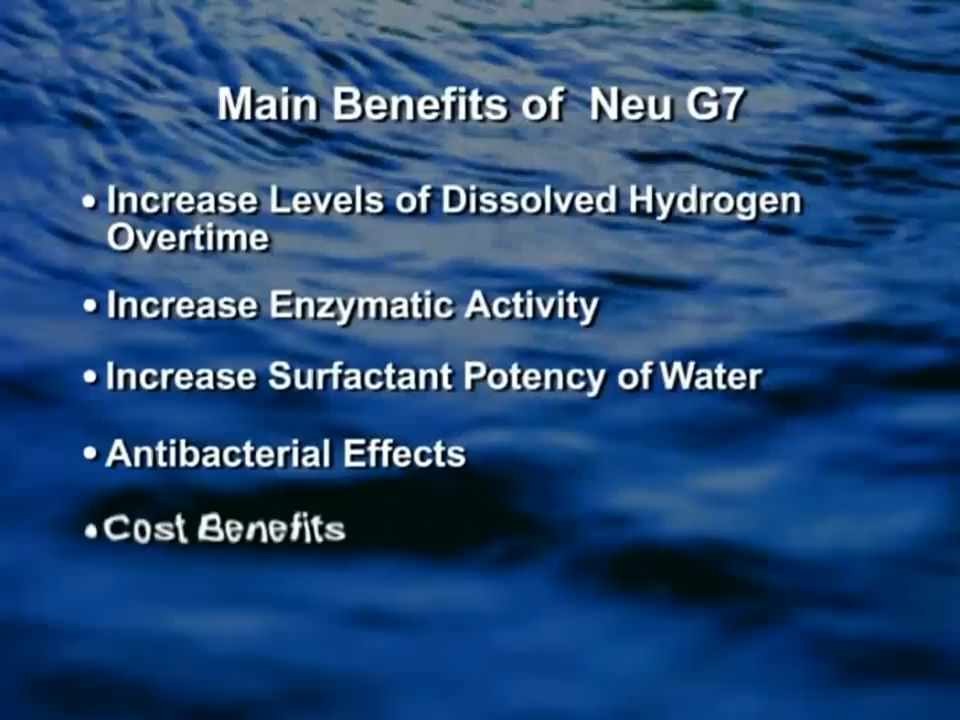 Main Benefits of Neu G7
• Increase Levels of Dissolved Hydrogen
Overtime
• Increase Enzymatic Activity
• Increase Surfactant Potency of Water
• Antibacterial Effects
• Cost Benefits